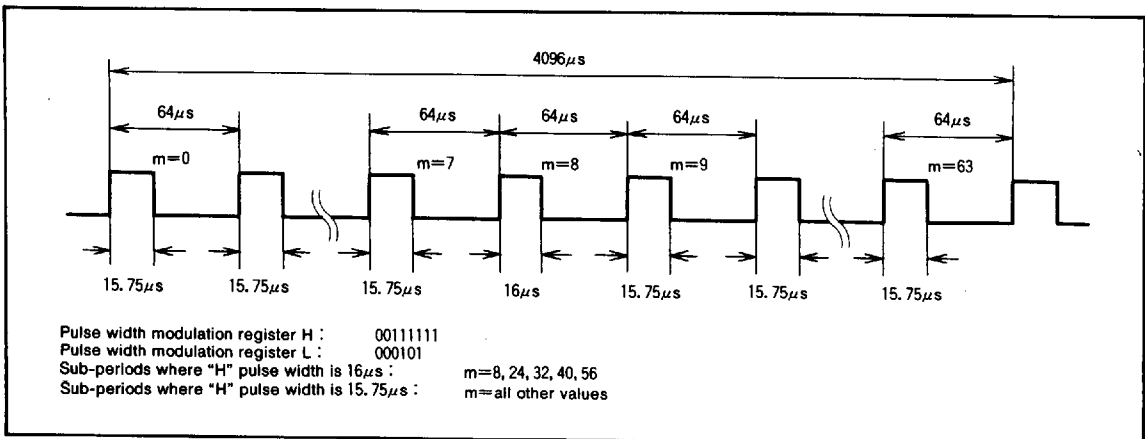 4096μs
64μs 64μs 64μs 64μs 64μs
m=0 m=7 m=8 m=9 m=63
15.75μs 15.75μs 15.75μs 16μs 15.75μs 15.75μs 15.75μs
Pulse width modulation register H : 00111111
Pulse width modulation register L : 000101
Sub-periods where "H" pulse width is 16μs : m=8, 24, 32, 40, 56
Sub-periods where "H" pulse width is 15.75μs : m=all other values